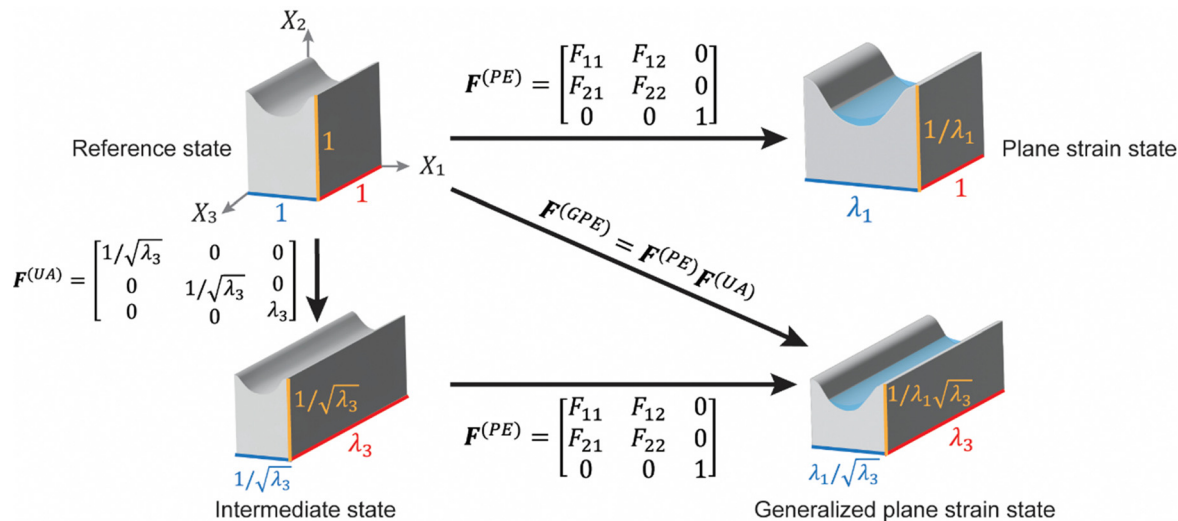 X₂
F^(PE) = [F₁₁ F₁₂ 0
F₂₁ F₂₂ 0
0 0 1]
Reference state
1
X₁
X₃
1
1
1/λ₁
Plane strain state
λ₁
1
F^(UA) = [1/√λ₃ 0 0
0 1/√λ₃ 0
0 0 λ₃]
F^(GPE) = F^(PE)F^(UA)
1/√λ₃
λ₃
1/√λ₃
Intermediate state
F^(PE) = [F₁₁ F₁₂ 0
F₂₁ F₂₂ 0
0 0 1]
1/λ₁√λ₃
λ₃
λ₁/√λ₃
Generalized plane strain state